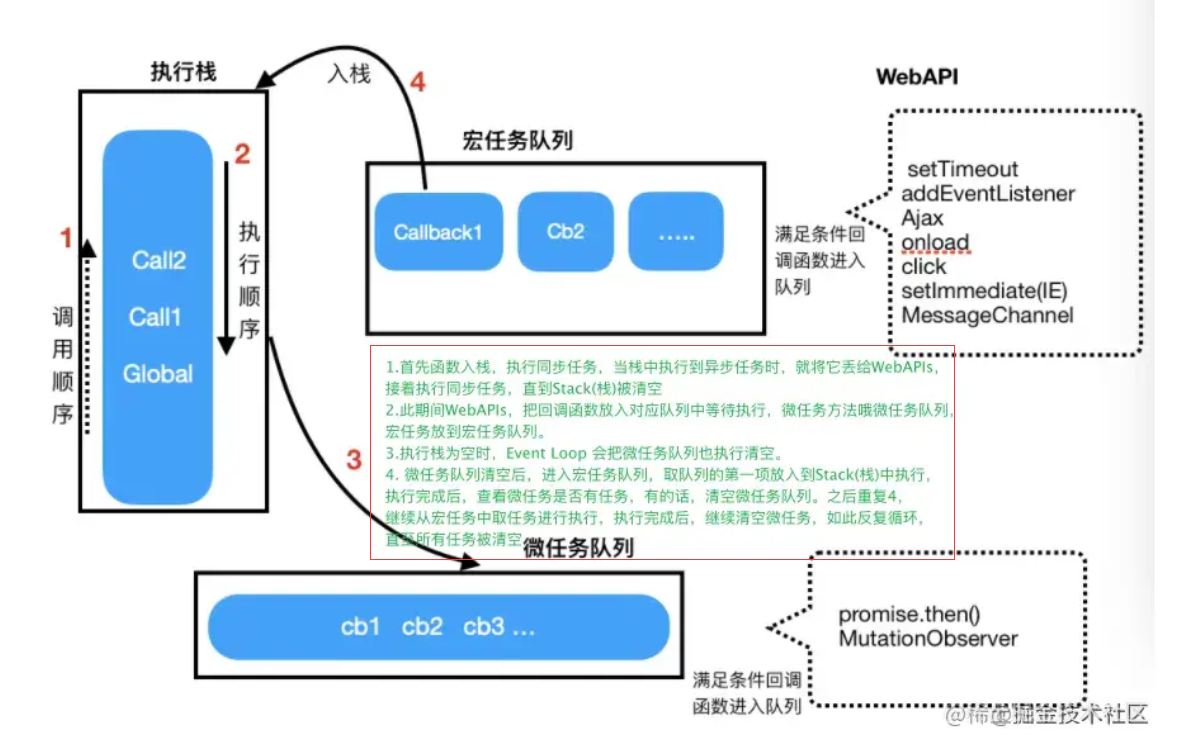 执行栈
入栈
4
WebAPI
宏任务队列
2
setTimeout
addEventListener
Ajax
onload
click
setImmediate(IE)
MessageChannel
Callback1
Cb2
.....
满足条件回
调函数进入
队列
1
执行顺序
Call2
Call1
Global
调用顺序
1.首先函数入栈，执行同步任务，当栈中执行到异步任务时，就将它丢给WebAPIs，
接着执行同步任务，直到Stack(栈)被清空
2.此期间WebAPIs，把回调函数放入对应队列中等待执行，微任务方法哦微任务队列，
宏任务放到宏任务队列。
3.执行栈为空时，Event Loop 会把微任务队列也执行清空。
4. 微任务队列清空后，进入宏任务队列，取队列的第一项放入到Stack(栈)中执行，
执行完成后，查看微任务是否有任务，有的话，清空微任务队列。之后重复4，
继续从宏任务中取任务进行执行，执行完成后，继续清空微任务，如此反复循环，
直至所有任务被清空
3
微任务队列
cb1 cb2 cb3 ...
promise.then()
MutationObserver
满足条件回调
函数进入队列
@稀@掘金技术社区